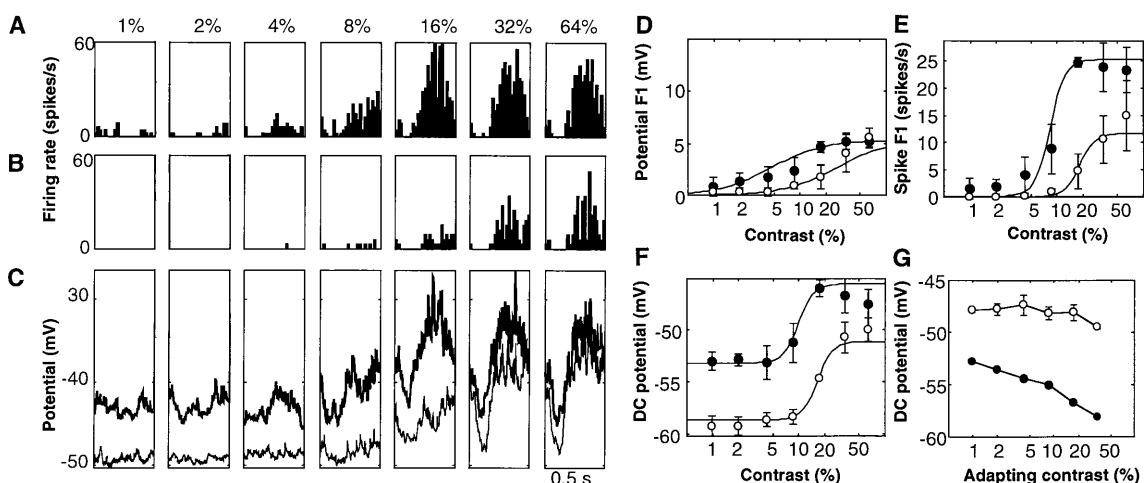 A
1% 2% 4% 8% 16% 32% 64%
60
0
B
60
0
Firing rate (spikes/s)
C
30
-40
-50
Potential (mV)
0.5 s
D
Potential F1 (mV)
10
5
0
1 2 5 10 20 50
Contrast (%)
E
Spike F1 (spikes/s)
25
20
15
10
5
0
1 2 5 10 20 50
Contrast (%)
F
DC potential (mV)
-50
-55
-60
1 2 5 10 20 50
Contrast (%)
G
DC potential (mV)
-45
-50
-55
-60
1 2 5 10 20 50
Adapting contrast (%)